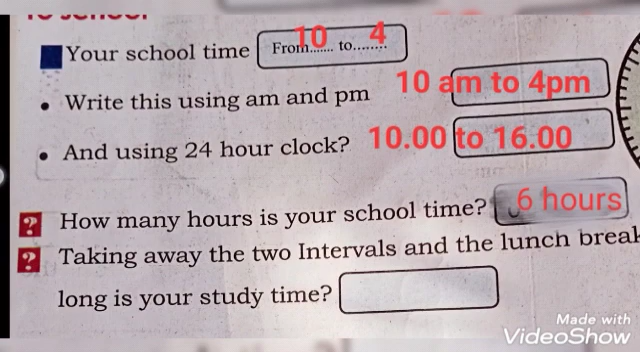 To school
Your school time From 10....... to........ 4
Write this using am and pm 10 am to 4pm
And using 24 hour clock? 10.00 to 16.00
? How many hours is your school time? 6 hours
? Taking away the two Intervals and the lunch break
long is your study time?
Made with
VideoShow